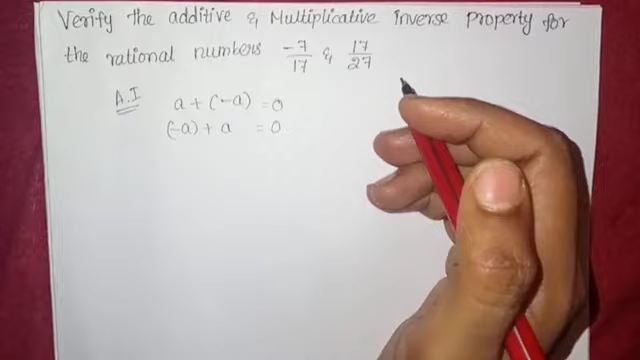 Verify the additive & Multiplicative inverse property for
the rational numbers -7/17 & 17/27
A.I
a + (-a) = 0
(-a) + a = 0